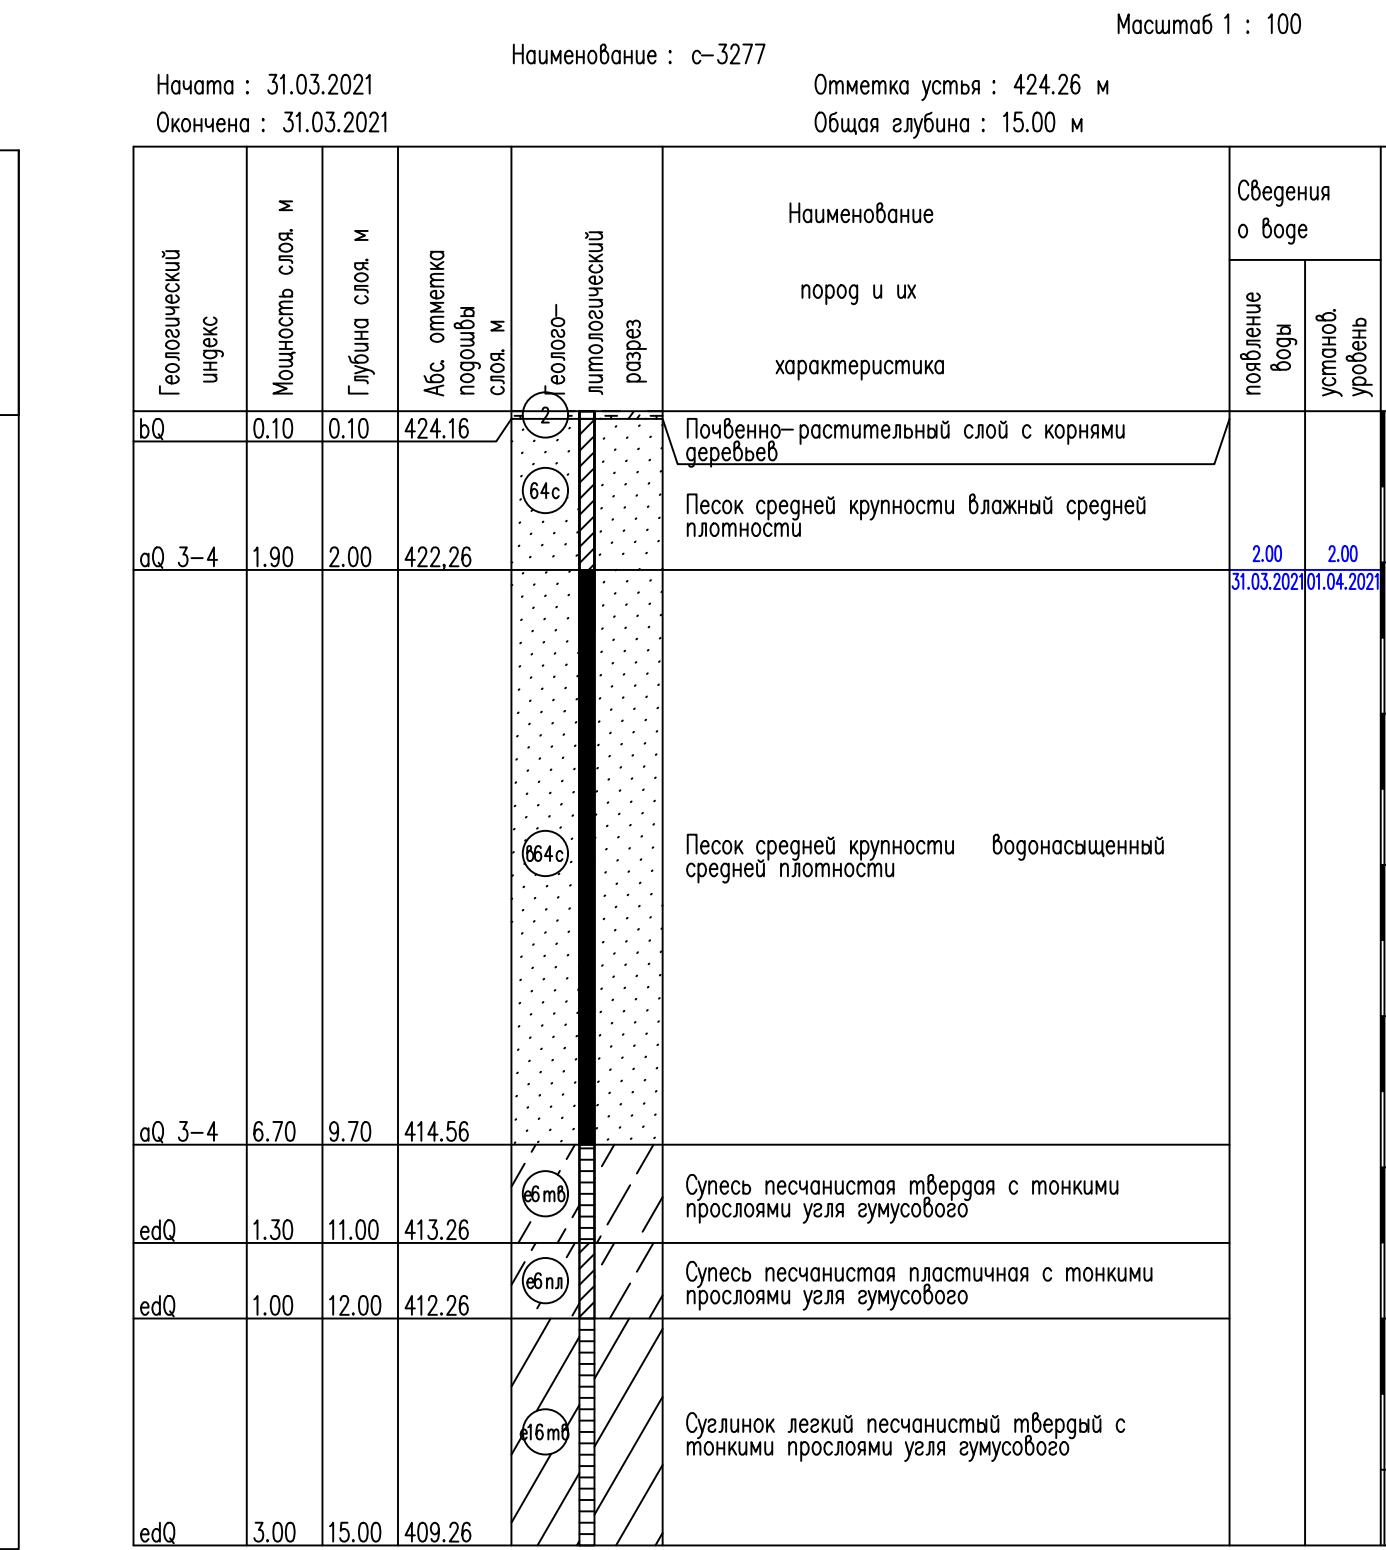 Масштаб 1 : 100
Наименование : с-3277
Начата : 31.03.2021
Отметка устья : 424.26 м
Окончена : 31.03.2021
Общая глубина : 15.00 м
Геологический
индекс
Мощность слоя. м
Глубина слоя. м
Абс. отметка
подошвы
слоя. м
Геолого-
литологический
разрез
Наименование
пород и их
характеристика
Сведения
о воде
появление
воды
установ.
уровень
bQ 0.10 0.10 424.16
2
Почвенно-растительный слой с корнями
деревьев
64с
Песок средней крупности влажный средней
плотности
aQ 3-4 1.90 2.00 422,26
2.00 2.00
31.03.2021 01.04.2021
в64с
Песок средней крупности водонасыщенный
средней плотности
aQ 3-4 6.70 9.70 414.56
е6тв
Супесь песчанистая твердая с тонкими
прослоями угля гумусового
edQ 1.30 11.00 413.26
е6пл
Супесь песчанистая пластичная с тонкими
прослоями угля гумусового
edQ 1.00 12.00 412.26
е16тв
Суглинок легкий песчанистый твердый с
тонкими прослоями угля гумусового
edQ 3.00 15.00 409.26